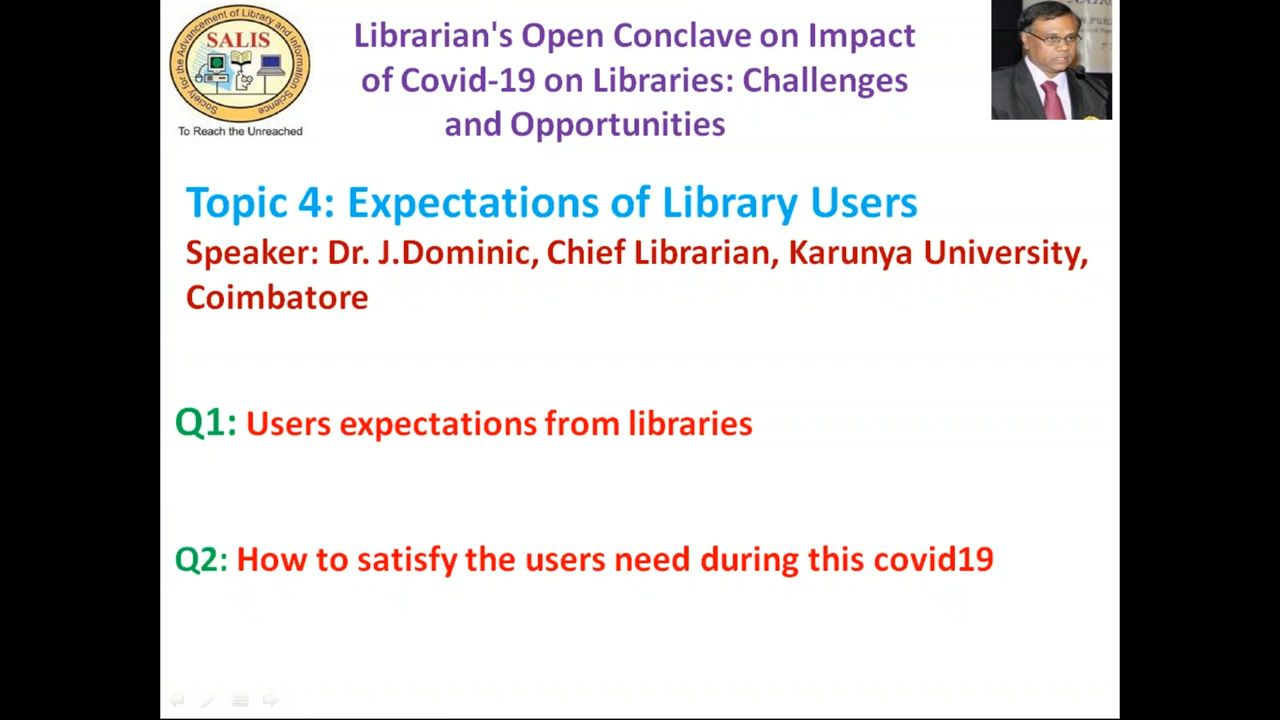 Society for the Advancement of Library and Information Science
SALIS
To Reach the Unreached
Librarian's Open Conclave on Impact
of Covid-19 on Libraries: Challenges
and Opportunities
Topic 4: Expectations of Library Users
Speaker: Dr. J.Dominic, Chief Librarian, Karunya University,
Coimbatore
Q1: Users expectations from libraries
Q2: How to satisfy the users need during this covid19